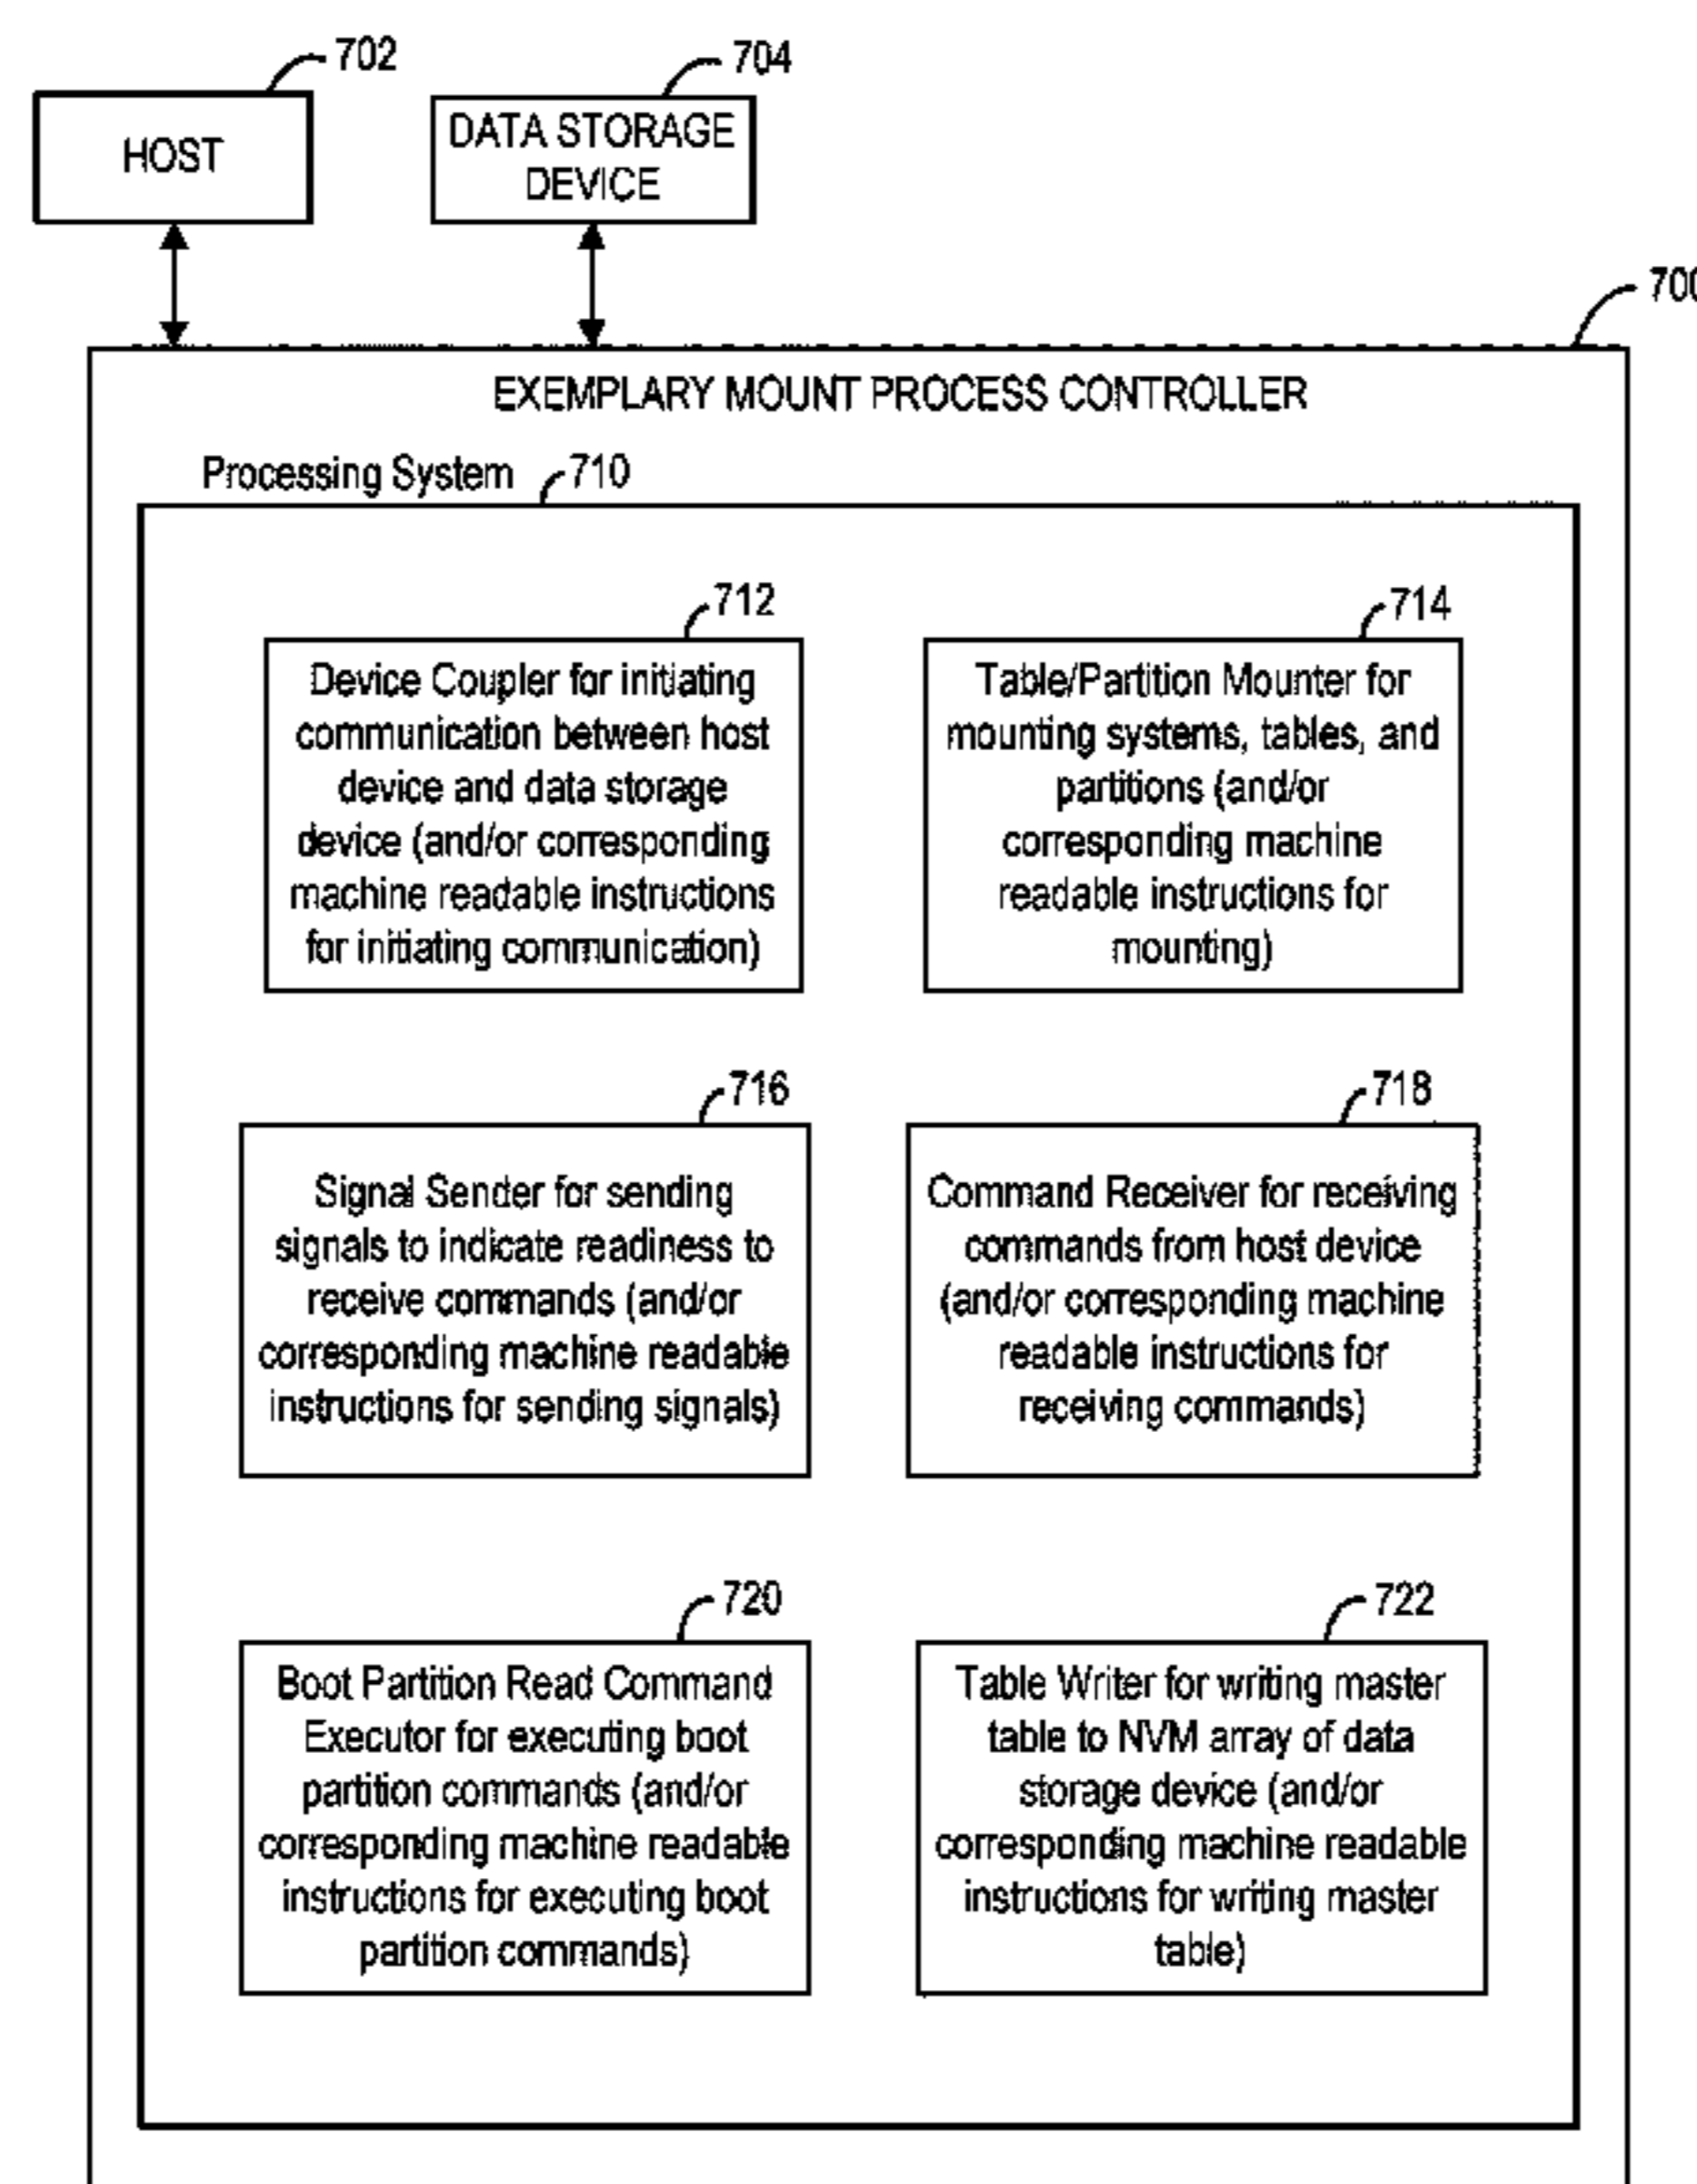 702
704
HOST
DATA STORAGE
DEVICE
700
EXEMPLARY MOUNT PROCESS CONTROLLER
Processing System
710
712
Device Coupler for initiating
communication between host
device and data storage
device (and/or corresponding
machine readable instructions
for initiating communication)
714
Table/Partition Mounter for
mounting systems, tables, and
partitions (and/or
corresponding machine
readable instructions for
mounting)
716
Signal Sender for sending
signals to indicate readiness to
receive commands (and/or
corresponding machine readable
instructions for sending signals)
718
Command Receiver for receiving
commands from host device
(and/or corresponding machine
readable instructions for
receiving commands)
720
Boot Partition Read Command
Executor for executing boot
partition commands (and/or
corresponding machine readable
instructions for executing boot
partition commands)
722
Table Writer for writing master
table to NVM array of data
storage device (and/or
corresponding machine readable
instructions for writing master
table)